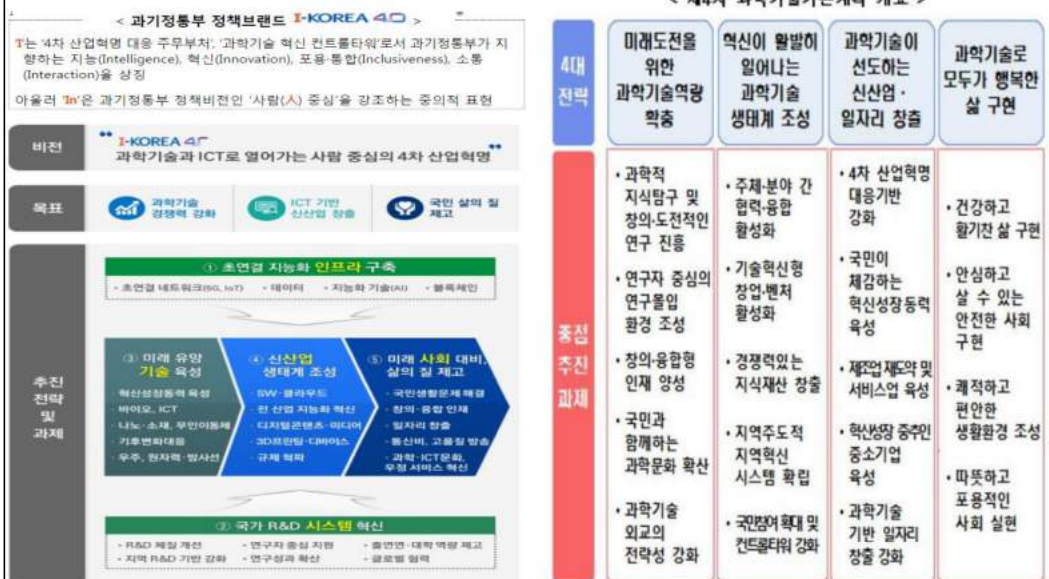 < 과기정통부 정책브랜드 I-KOREA 4.0 >
'I'는 '4차 산업혁명 대응 주무부처', '과학기술 혁신 컨트롤타워'로서 과기정통부가 지
향하는 지능(Intelligence), 혁신(Innovation), 포용·통합(Inclusiveness), 소통
(Interaction)을 상징
아울러 'In'은 과기정통부 정책비전인 '사람(人) 중심'을 강조하는 중의적 표현
비전
I-KOREA 4.0
과학기술과 ICT로 열어가는 사람 중심의 4차 산업혁명
목표
과학기술
경쟁력 강화
ICT 기반
신산업 창출
국민 삶의 질
제고
추진
전략
및
과제
① 초연결 지능화 인프라 구축
• 초연결 네트워크(5G, IoT) • 데이터 • 지능화 기술(AI) • 블록체인
③ 미래 유망
기술 육성
혁신성장동력 육성
· 바이오, ICT
· 나노·소재, 무인이동체
· 기후변화대응
· 우주, 원자력·방사선
④ 신산업
생태계 조성
· SW·클라우드
· 전 산업 지능화 혁신
· 디지털콘텐츠·미디어
· 3D프린팅·디바이스
· 규제 혁파
⑤ 미래 사회 대비,
삶의 질 제고
· 국민생활문제 해결
· 창의·융합 인재
· 일자리 창출
· 통신비, 고품질 방송
· 과학·ICT문화,
우정 서비스 혁신
② 국가 R&D 시스템 혁신
• R&D 체질 개선 • 연구자 중심 지원 • 출연연·대학 역량 제고
• 지역 R&D 기반 강화 • 연구성과 확산 • 글로벌 협력
< 제4차 과학기술기본계획 개요 >
4대
전략
미래도전을
위한
과학기술역량
확충
혁신이 활발히
일어나는
과학기술
생태계 조성
과학기술이
선도하는
신산업·
일자리 창출
과학기술로
모두가 행복한
삶 구현
중점
추진
과제
• 과학적
지식탐구 및
창의·도전적인
연구 진흥
• 연구자 중심의
연구몰입
환경 조성
• 창의·융합형
인재 양성
• 국민과
함께하는
과학문화 확산
• 과학기술
외교의
전략성 강화
• 주체·분야 간
협력·융합
활성화
• 기술혁신형
창업·벤처
활성화
• 경쟁력있는
지식재산 창출
• 지역주도적
지역혁신
시스템 확립
• 국민참여 확대 및
컨트롤타워 강화
• 4차 산업혁명
대응기반
강화
• 국민이
체감하는
혁신성장동력
육성
• 제조업 재도약 및
서비스업 육성
• 혁신성장 중추인
중소기업
육성
• 과학기술
기반 일자리
창출 강화
• 건강하고
활기찬 삶 구현
• 안심하고
살 수 있는
안전한 사회
구현
• 쾌적하고
편안한
생활환경 조성
• 따뜻하고
포용적인
사회 실현